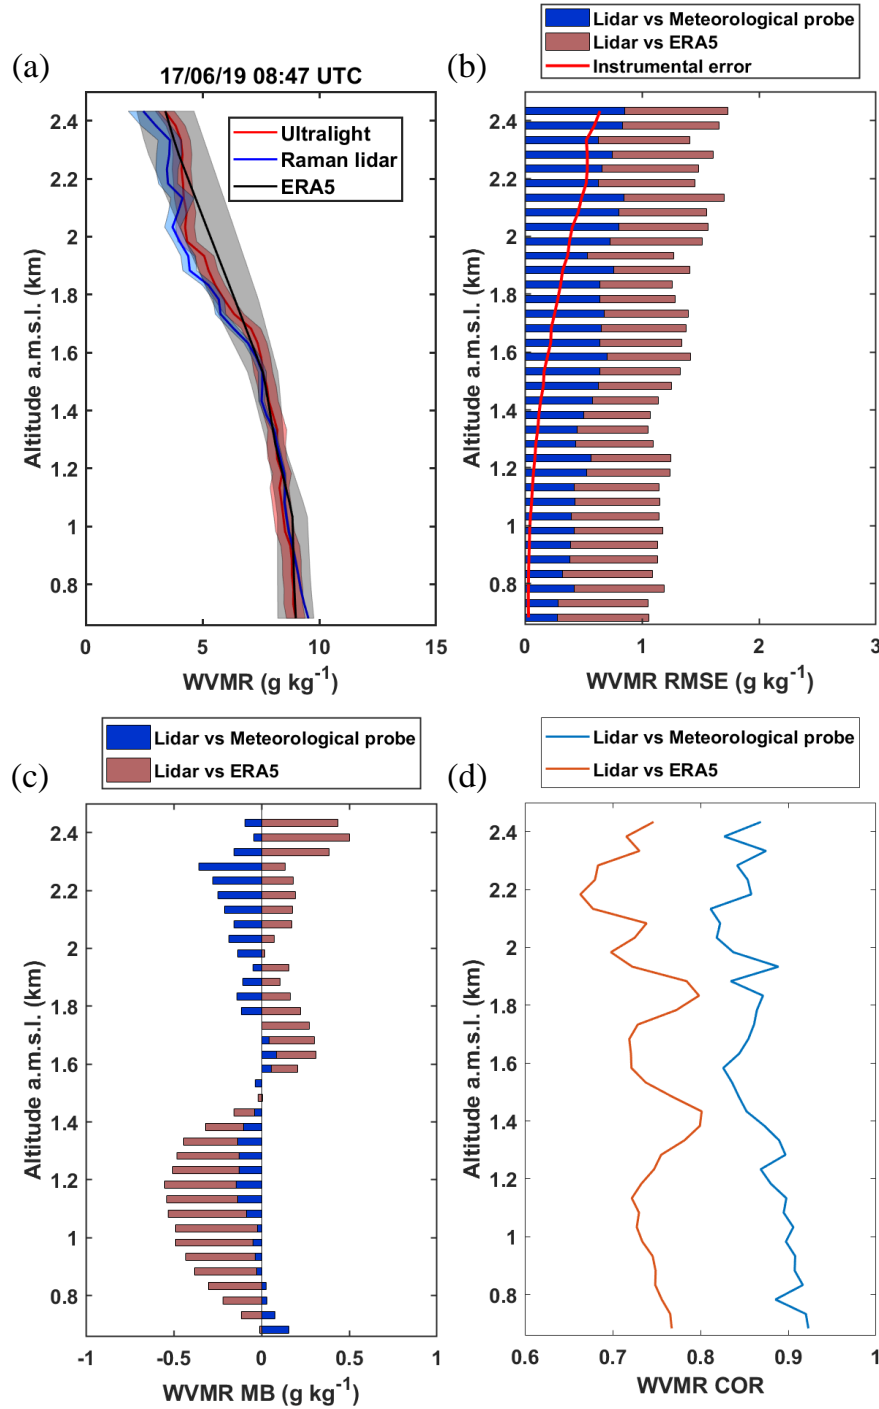 (a)
17/06/19 08:47 UTC
Ultralight
Raman lidar
ERA5
2.4
2.2
2
1.8
1.6
1.4
1.2
1
0.8
Altitude a.m.s.l. (km)
0 5 10 15
WVMR (g kg-1)
(b)
Lidar vs Meteorological probe
Lidar vs ERA5
Instrumental error
2.4
2.2
2
1.8
1.6
1.4
1.2
1
0.8
Altitude a.m.s.l. (km)
0 1 2 3
WVMR RMSE (g kg-1)
(c)
Lidar vs Meteorological probe
Lidar vs ERA5
2.4
2.2
2
1.8
1.6
1.4
1.2
1
0.8
Altitude a.m.s.l. (km)
-1 -0.5 0 0.5 1
WVMR MB (g kg-1)
(d)
Lidar vs Meteorological probe
Lidar vs ERA5
2.4
2.2
2
1.8
1.6
1.4
1.2
1
0.8
Altitude a.m.s.l. (km)
0.6 0.7 0.8 0.9 1
WVMR COR